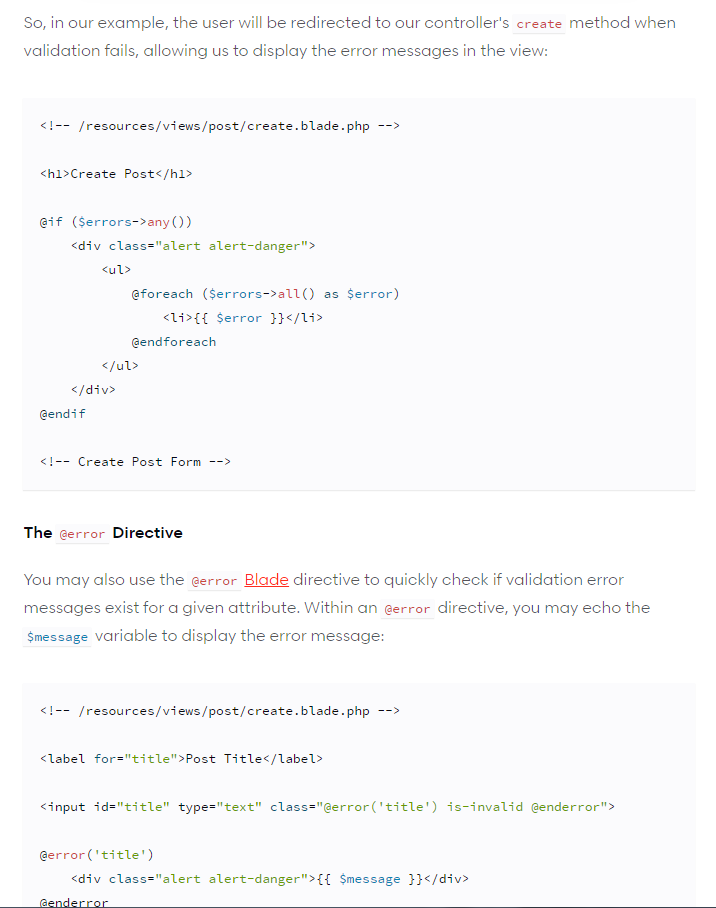 So, in our example, the user will be redirected to our controller's create method when
validation fails, allowing us to display the error messages in the view:
<!-- /resources/views/post/create.blade.php -->
<h1>Create Post</h1>
@if ($errors->any())
    <div class="alert alert-danger">
        <ul>
            @foreach ($errors->all() as $error)
                <li>{{ $error }}</li>
            @endforeach
        </ul>
    </div>
@endif
<!-- Create Post Form -->
The @error Directive
You may also use the @error Blade directive to quickly check if validation error
messages exist for a given attribute. Within an @error directive, you may echo the
$message variable to display the error message:
<!-- /resources/views/post/create.blade.php -->
<label for="title">Post Title</label>
<input id="title" type="text" class="@error('title') is-invalid @enderror">
@error('title')
    <div class="alert alert-danger">{{ $message }}</div>
@enderror